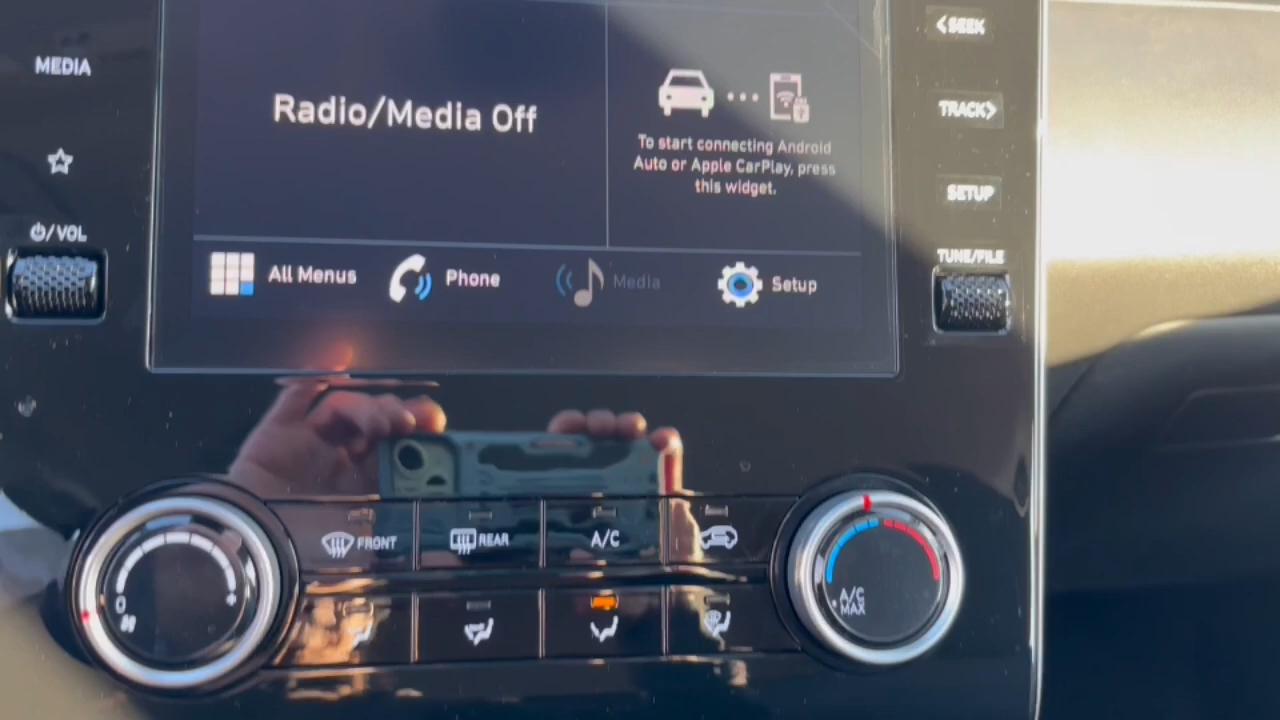 MEDIA
⏻/VOL
Radio/Media Off
To start connecting Android
Auto or Apple CarPlay, press
this widget.
All Menus
Phone
Media
Setup
<SEEK
TRACK>
SETUP
TUNE/FILE
FRONT
REAR
A/C
0
A/C
MAX